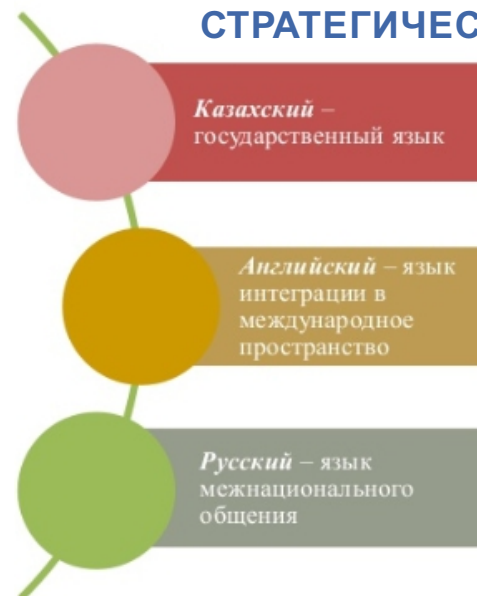 СТРАТЕГИЧЕС
Казахский –
государственный язык
Английский – язык
интеграции в
международное
пространство
Русский – язык
межнационального
общения